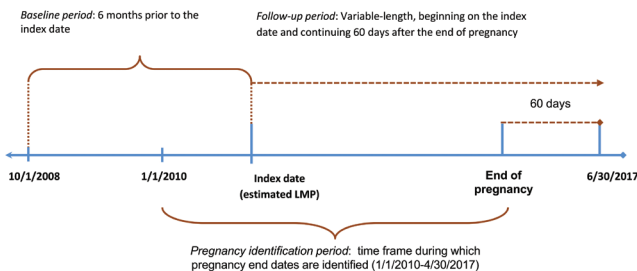 Baseline period: 6 months prior to the
index date
Follow-up period: Variable-length, beginning on the index
date and continuing 60 days after the end of pregnancy
60 days
10/1/2008
1/1/2010
Index date
(estimated LMP)
End of
pregnancy
6/30/2017
Pregnancy identification period: time frame during which
pregnancy end dates are identified (1/1/2010-4/30/2017)